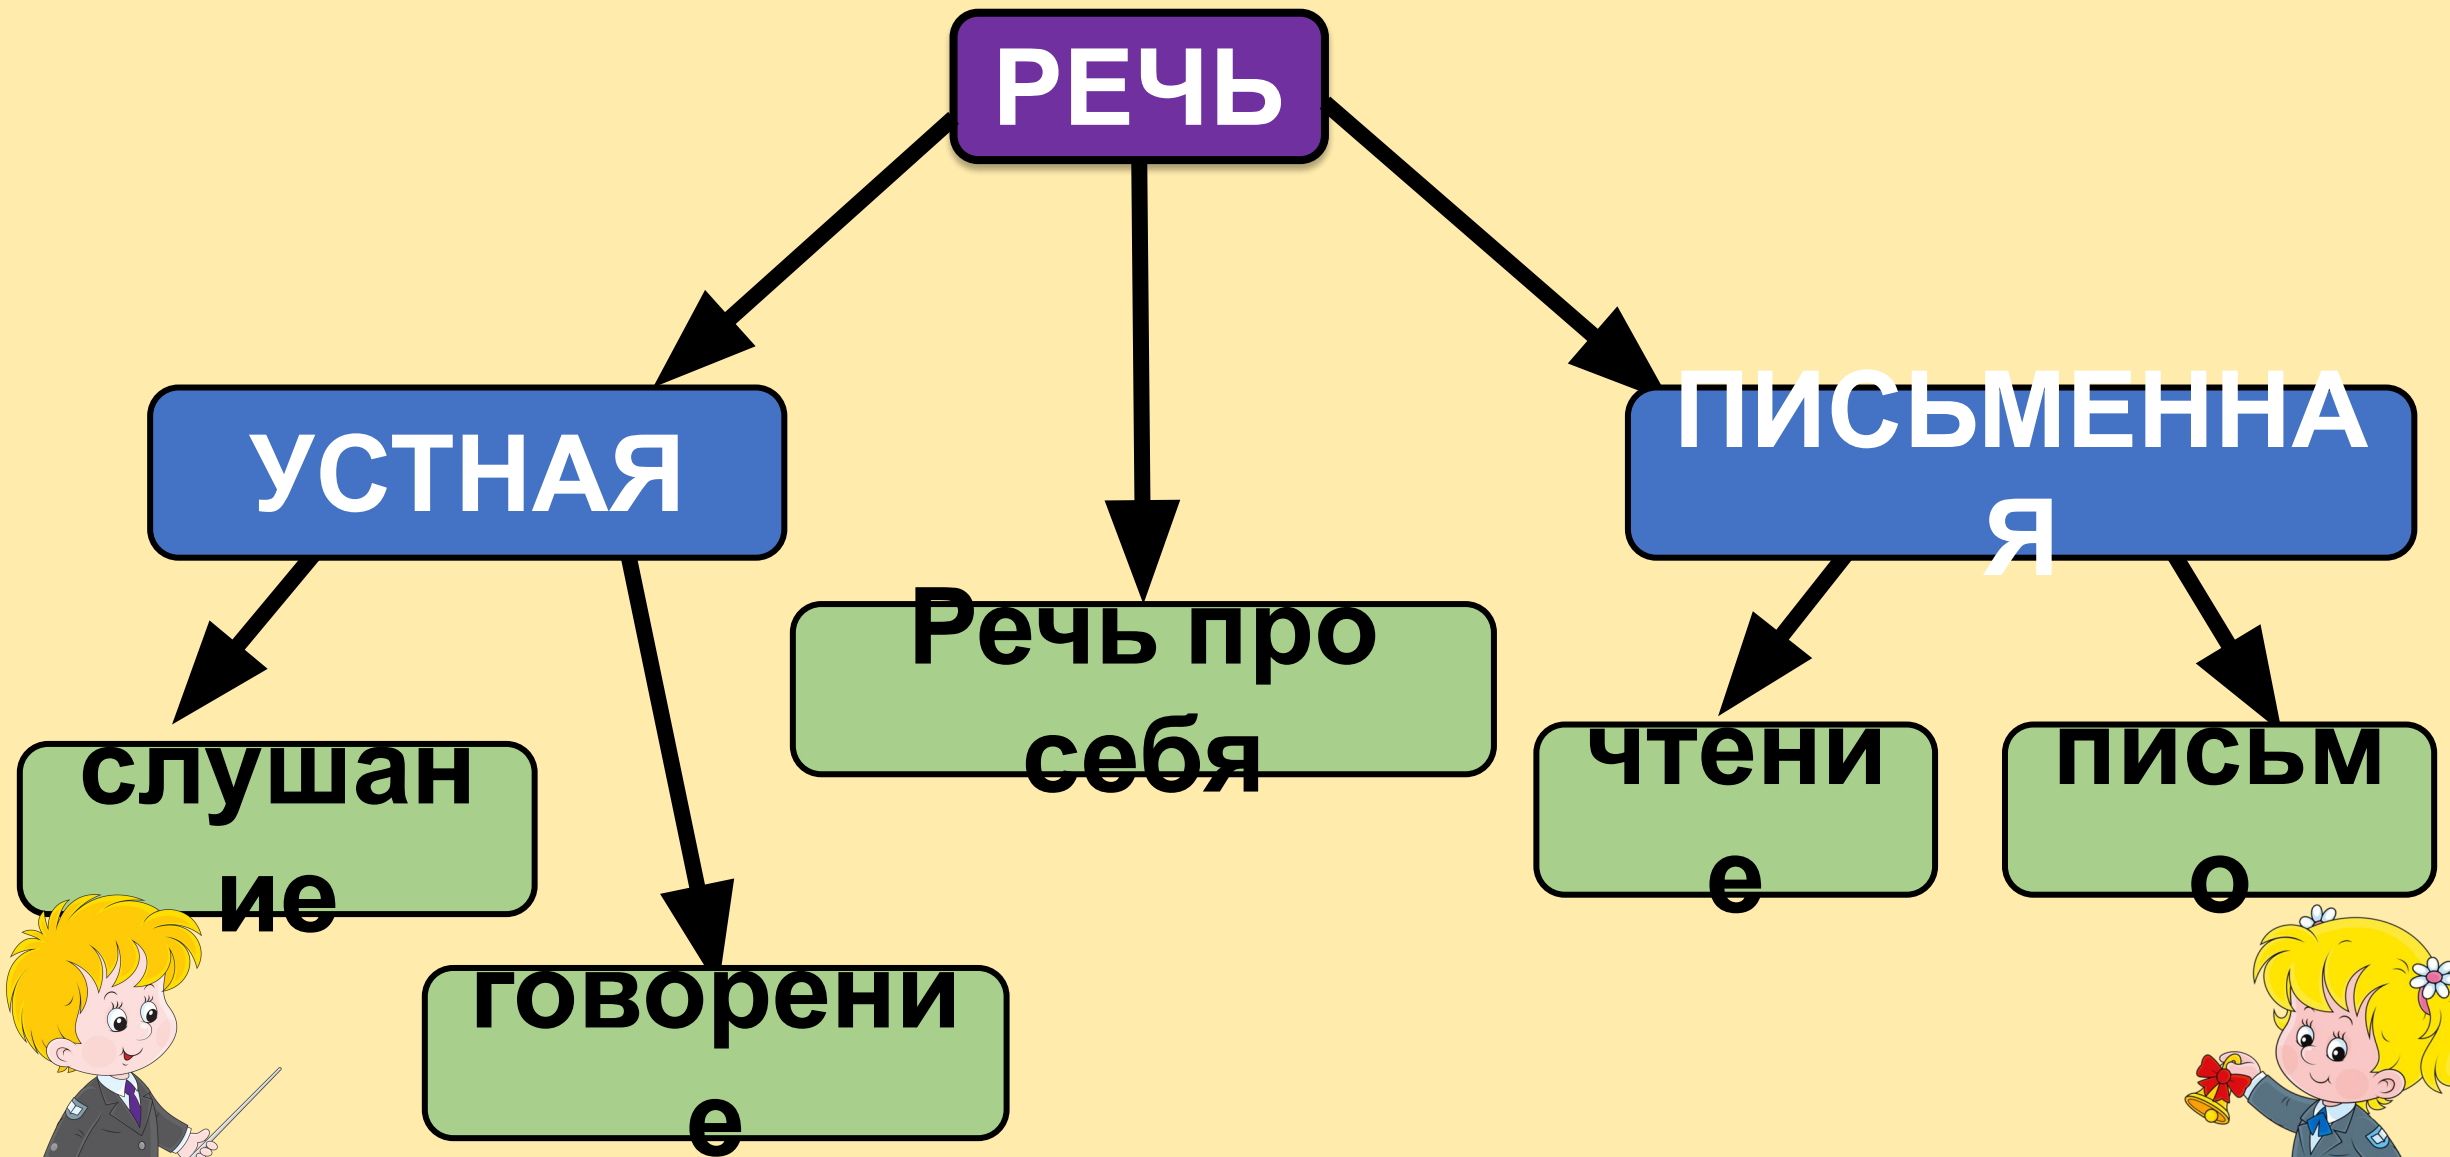 РЕЧЬ
УСТНАЯ
ПИСЬМЕННА
Я
Речь про
себя
слушан
ие
говорени
е
чтени
е
письм
о